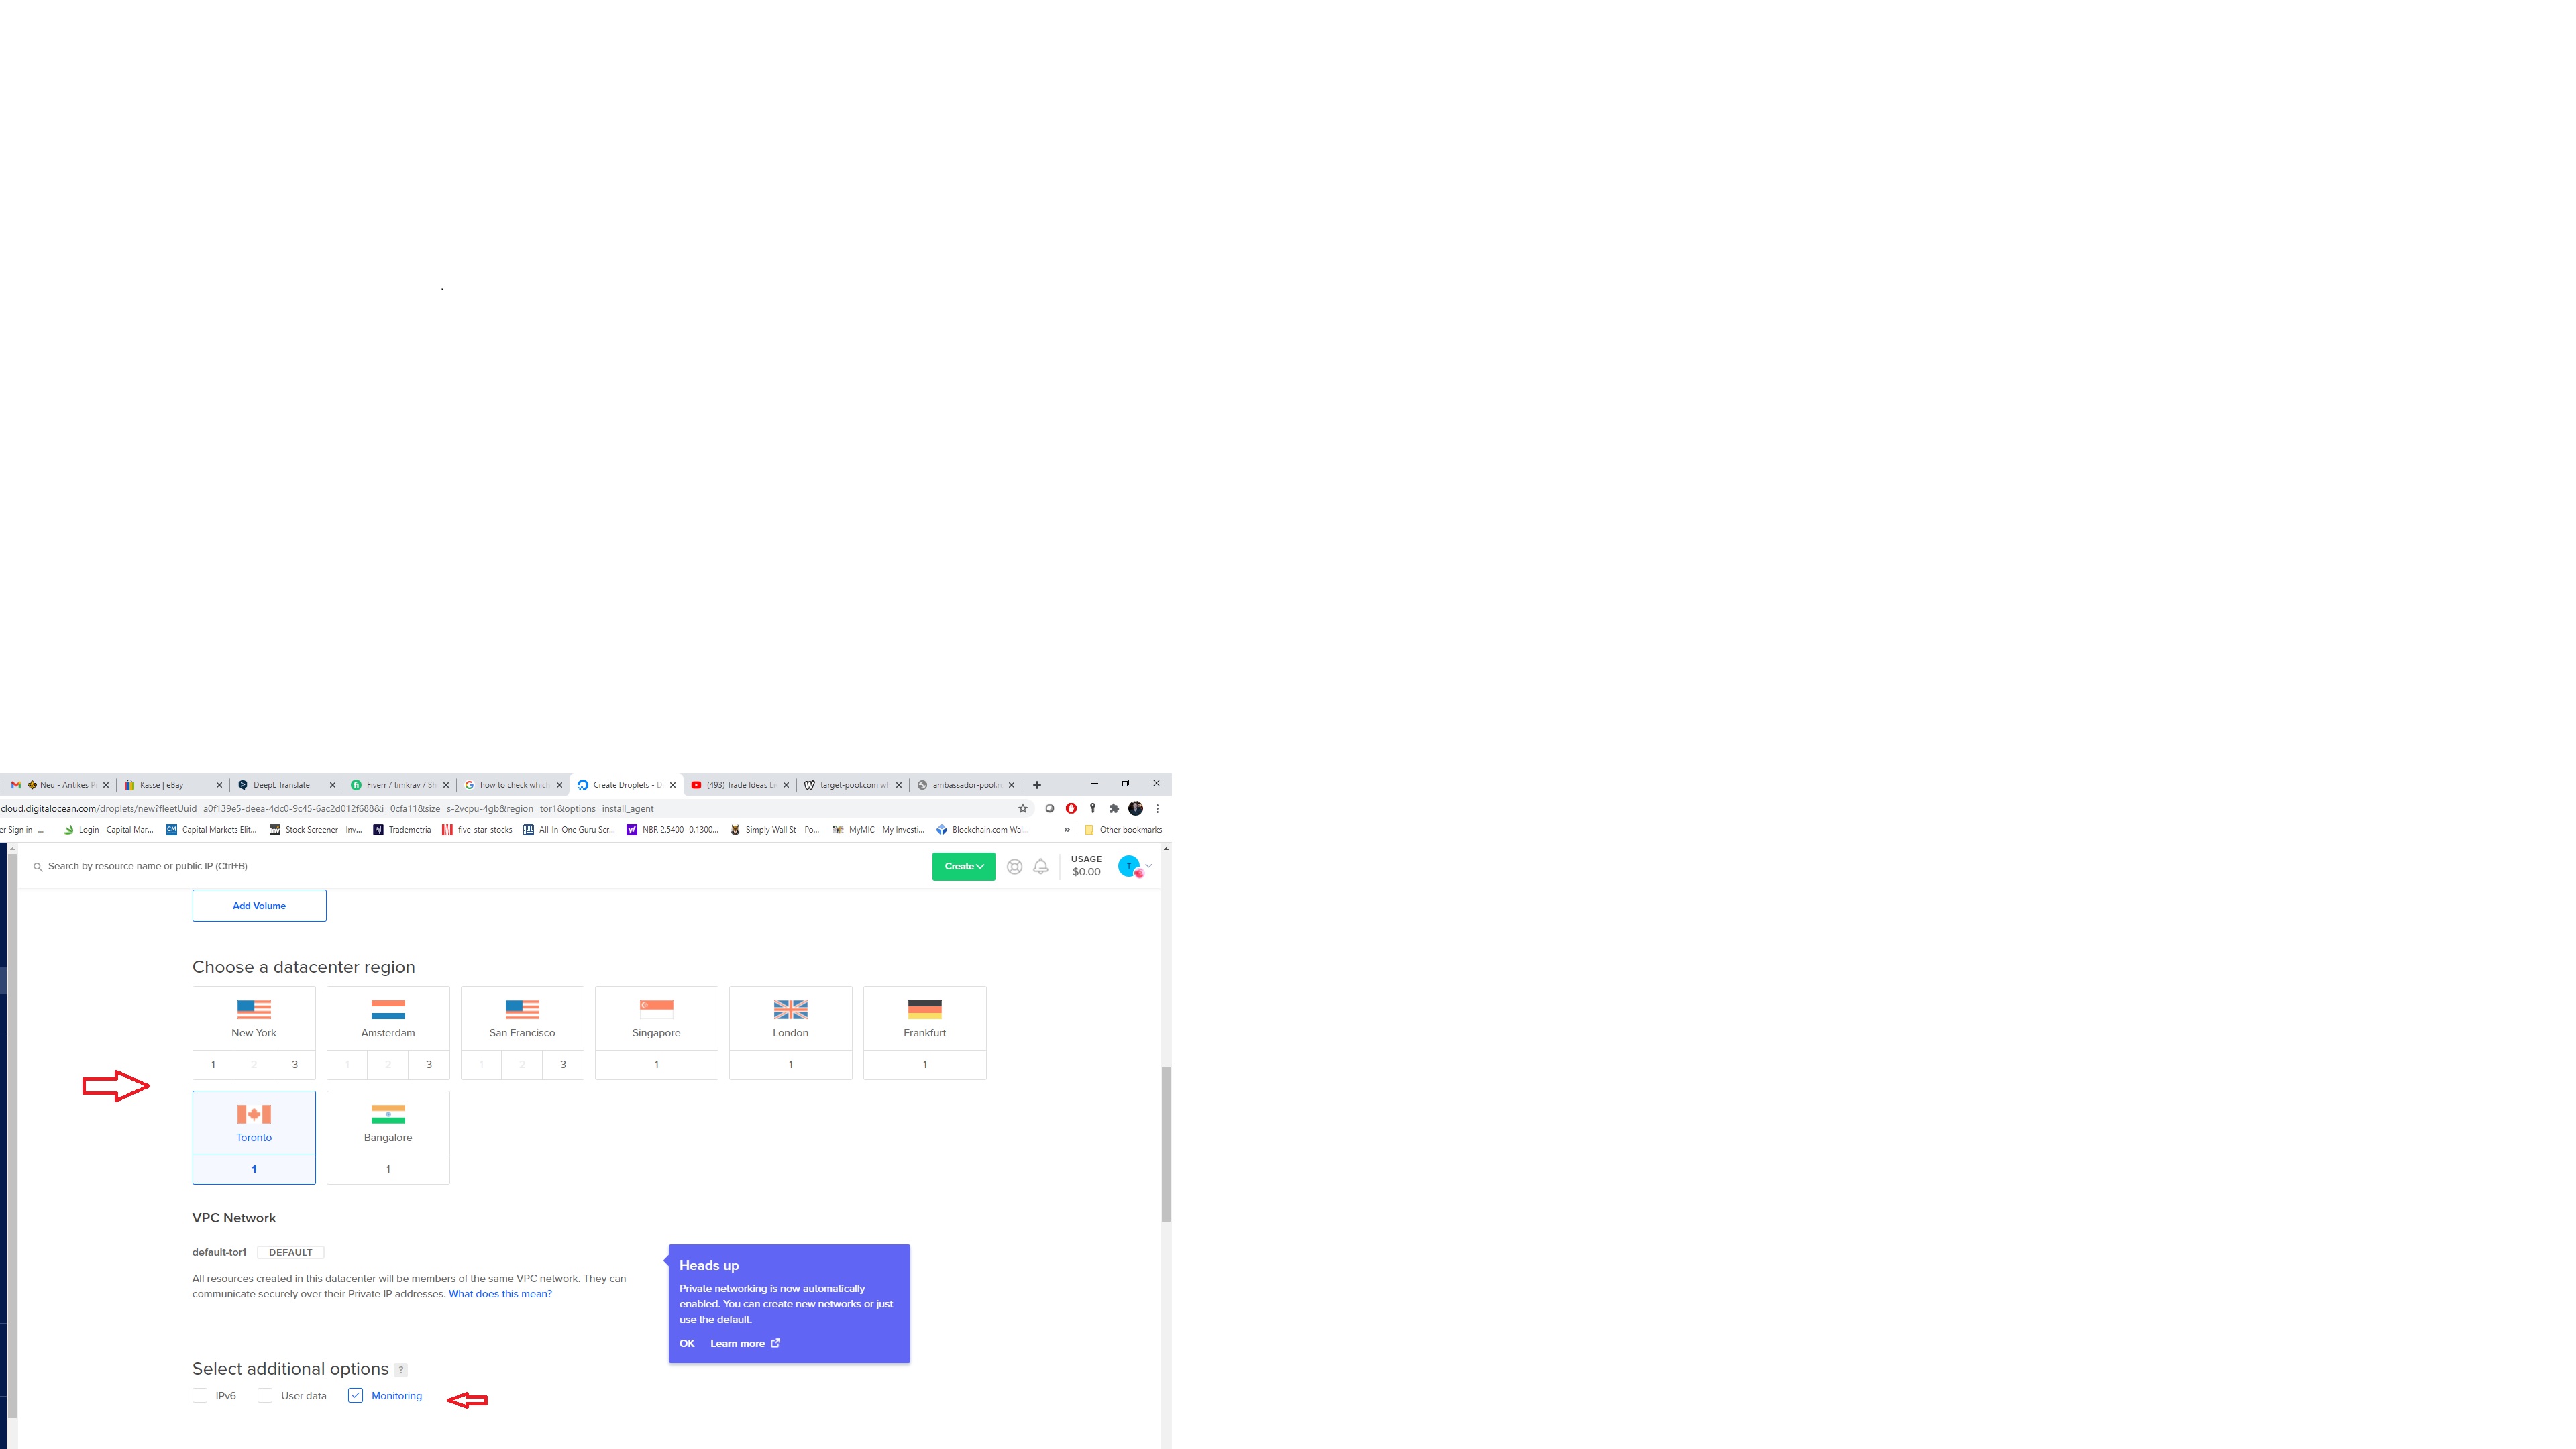 Neu - Antikes P
Kasse | eBay
DeepL Translate
Fiverr / timkrav / Sh
how to check which
Create Droplets - D
(493) Trade Ideas Li
target-pool.com wh
ambassador-pool.n
cloud.digitalocean.com/droplets/new?fleetUuid=a0f139e5-deea-4dc0-9c45-6ac2d012f688&i=0cfa11&size=s-2vcpu-4gb&region=tor1&options=install_agent
er Sign in -... Login - Capital Mar... Capital Markets Elit... Stock Screener - Inv... Trademetria five-star-stocks All-In-One Guru Scr... NBR 2.5400 -0.1300... Simply Wall St – Po... MyMIC - My Investi... Blockchain.com Wal... » Other bookmarks
Search by resource name or public IP (Ctrl+B)
Create
USAGE
$0.00
T
Add Volume
Choose a datacenter region
New York Amsterdam San Francisco Singapore London Frankfurt
1 2 3 1 2 3 1 2 3 1 1 1
Toronto Bangalore
1 1
VPC Network
default-tor1 DEFAULT
All resources created in this datacenter will be members of the same VPC network. They can
communicate securely over their Private IP addresses. What does this mean?
Heads up
Private networking is now automatically
enabled. You can create new networks or just
use the default.
OK Learn more
Select additional options ?
IPv6 User data Monitoring